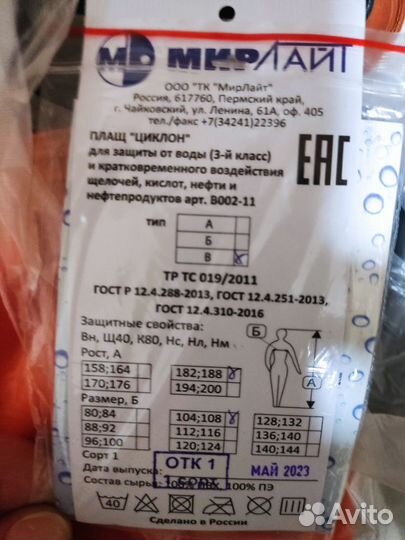 МИРЛАЙТ
ООО "ТК "МирЛайт"
Россия, 617760, Пермский край,
г. Чайковский, ул. Ленина, 61А, оф. 405
тел./факс +7(34241)22396
ПЛАЩ "ЦИКЛОН"
для защиты от воды (3-й класс)
и кратковременного воздействия
щелочей, кислот, нефти и
нефтепродуктов арт. В002-11
ЕАС
тип
А
Б
В
ТР ТС 019/2011
ГОСТ Р 12.4.288-2013, ГОСТ 12.4.251-2013,
ГОСТ 12.4.310-2016
Защитные свойства:
Вн, Щ40, К80, Нс, Нл, Нм
Рост, А
158;164 182;188
170;176 194;200
Размер, Б
80;84 104;108 128;132
88;92 112;116 136;140
96;100 120;124 140;144
Б
А
Сорт 1
Дата выпуска: ОТК 1 МАЙ 2023
Состав сырья: 100% ПВХ, 100% ПЭ
40
Сделано в России
Avito